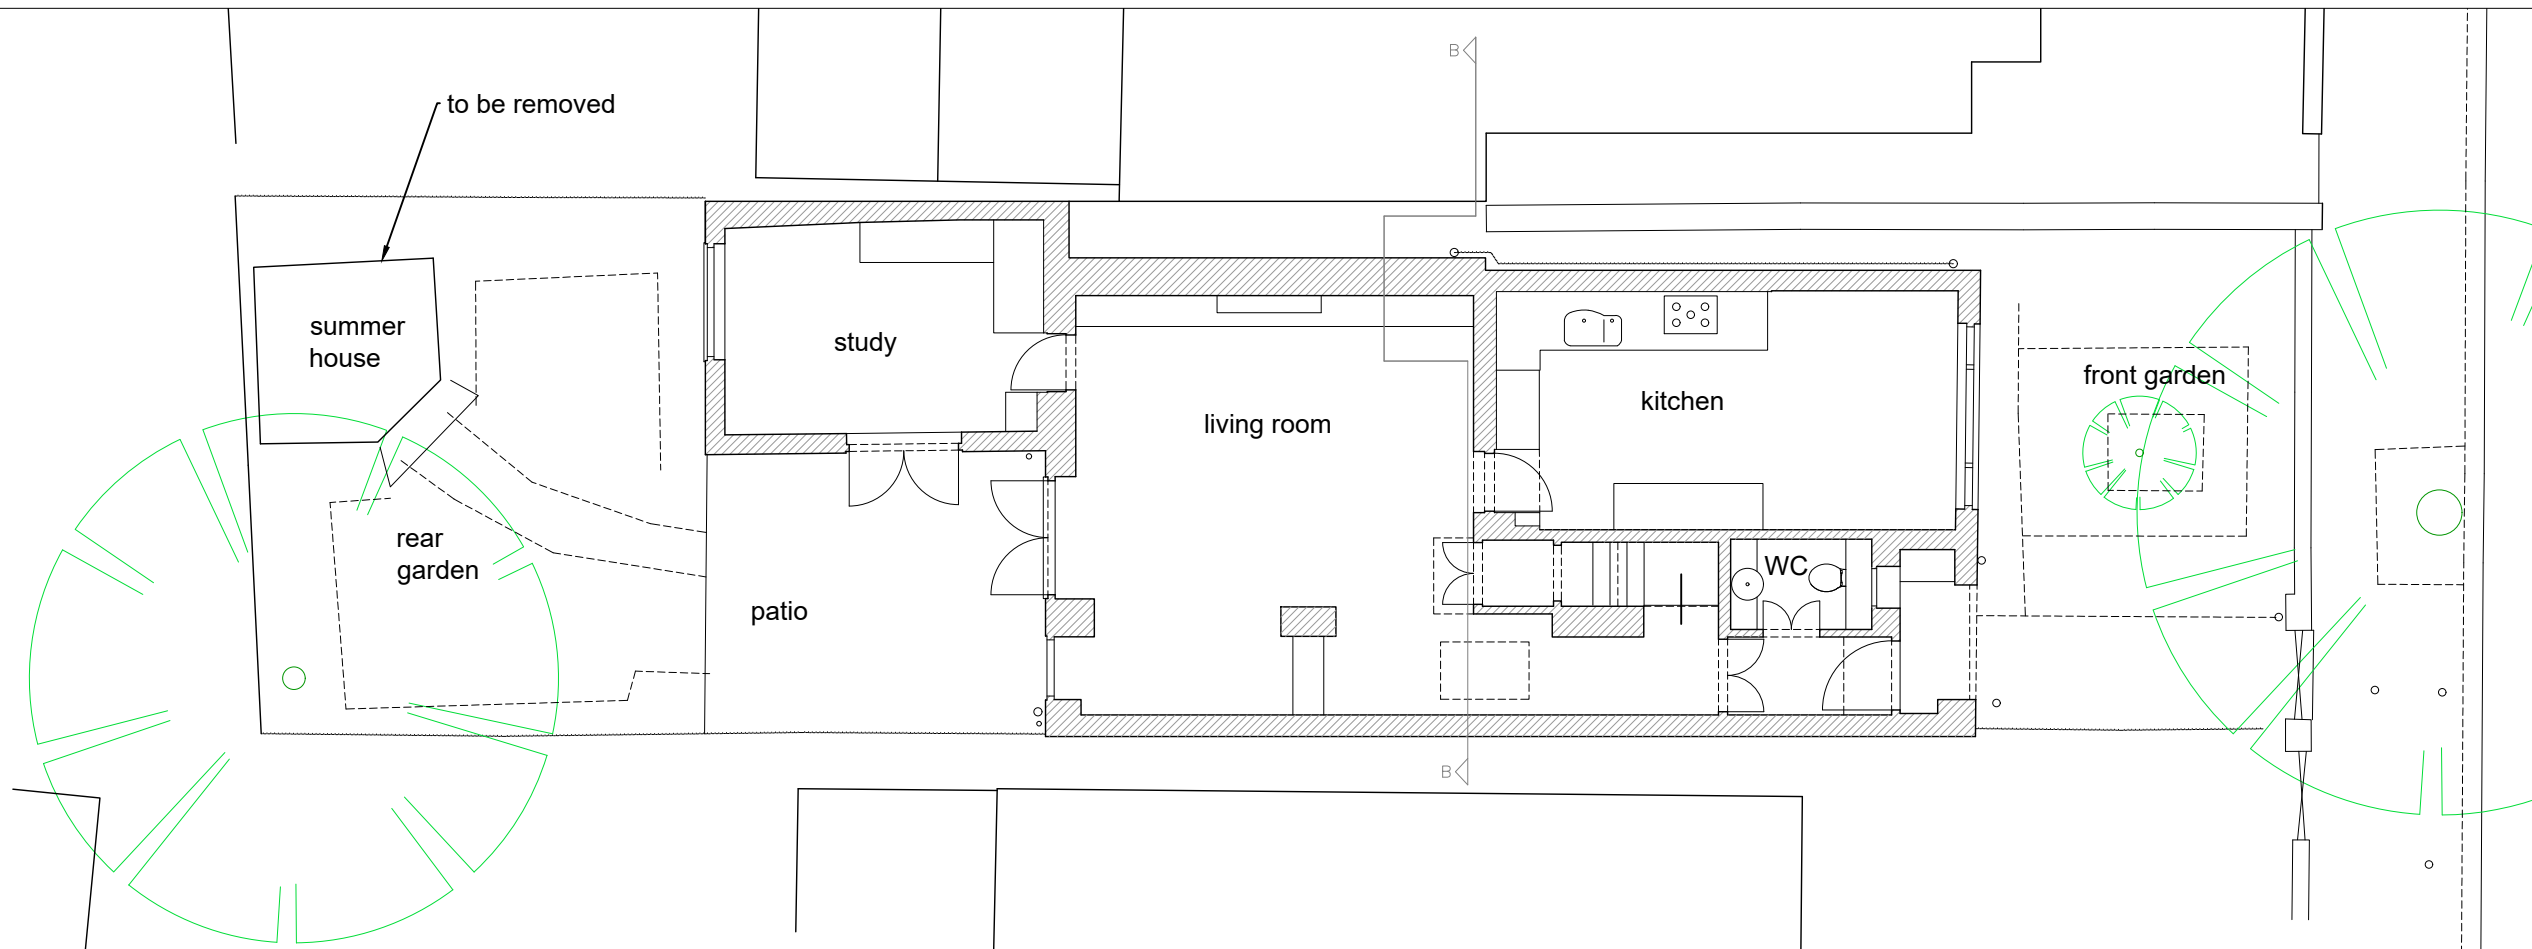 B
to be removed
summer
house
study
living room
kitchen
front garden
rear
garden
patio
WC
B